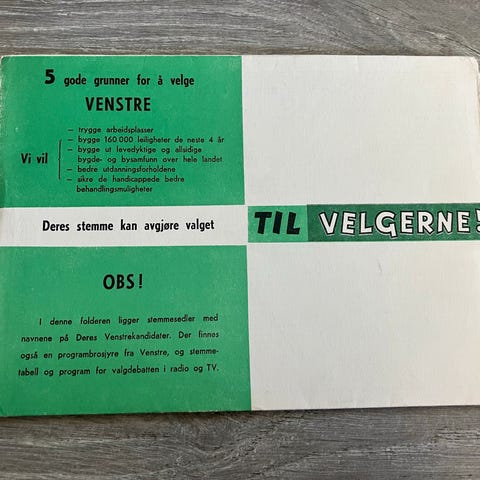 5 gode grunner for å velge
VENSTRE
Vi vil
— trygge arbeidsplasser
— bygge 160 000 leiligheter de neste 4 år
— bygge ut levedyktige og allsidige
bygde- og bysamfunn over hele landet
— bedre utdanningsforholdene
— sikre de handicappede bedre
behandlingsmuligheter
Deres stemme kan avgjøre valget
TIL VELGERNE!
OBS!
I denne folderen ligger stemmesedler med
navnene på Deres Venstrekandidater. Der finnes
også en programbrosjyre fra Venstre, og stemme-
tabell og program for valgdebatten i radio og TV.